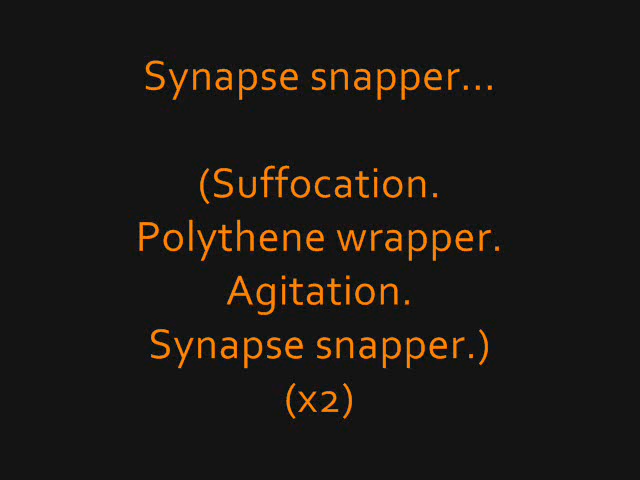 Synapse snapper...
(Suffocation.
Polythene wrapper.
Agitation.
Synapse snapper.)
(x2)